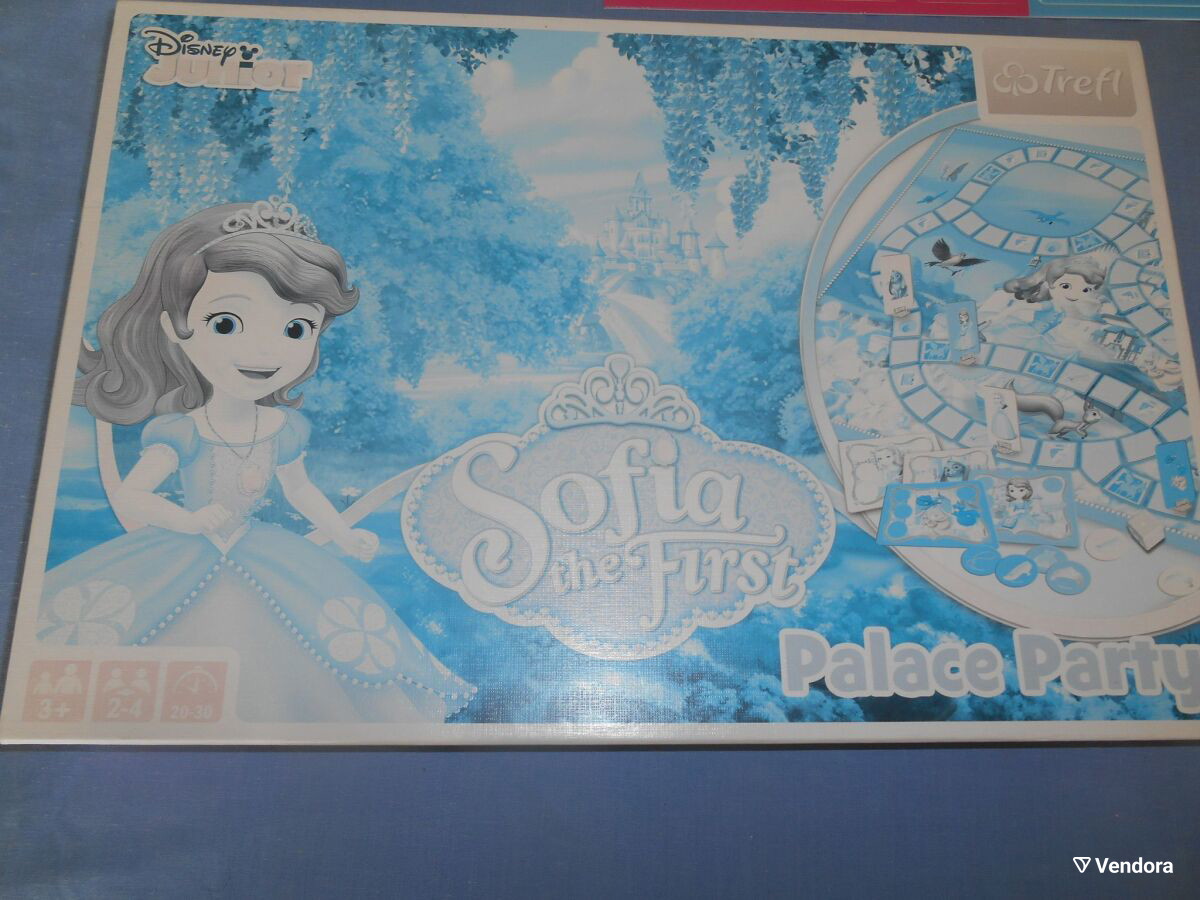 Disney
Junior
Trefl
Sofia
the First
Palace Party
3+
2-4
20-30
Vendora